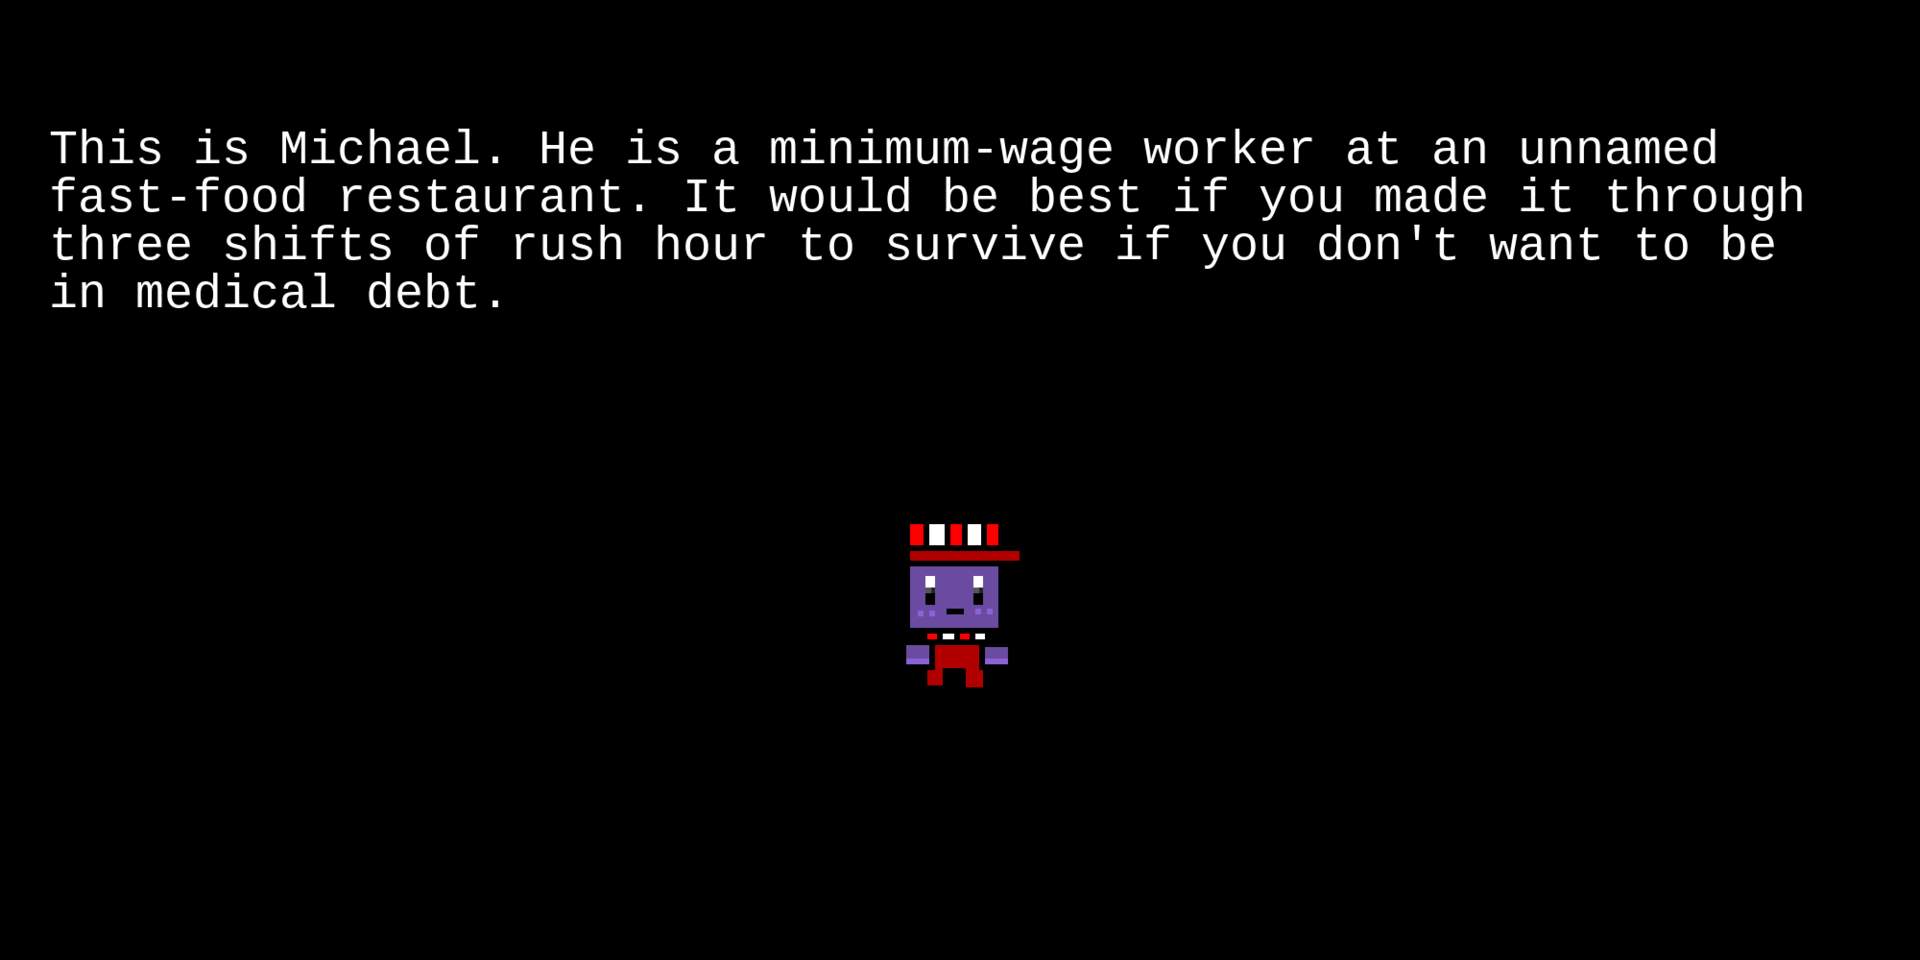 This is Michael. He is a minimum-wage worker at an unnamed
fast-food restaurant. It would be best if you made it through
three shifts of rush hour to survive if you don't want to be
in medical debt.